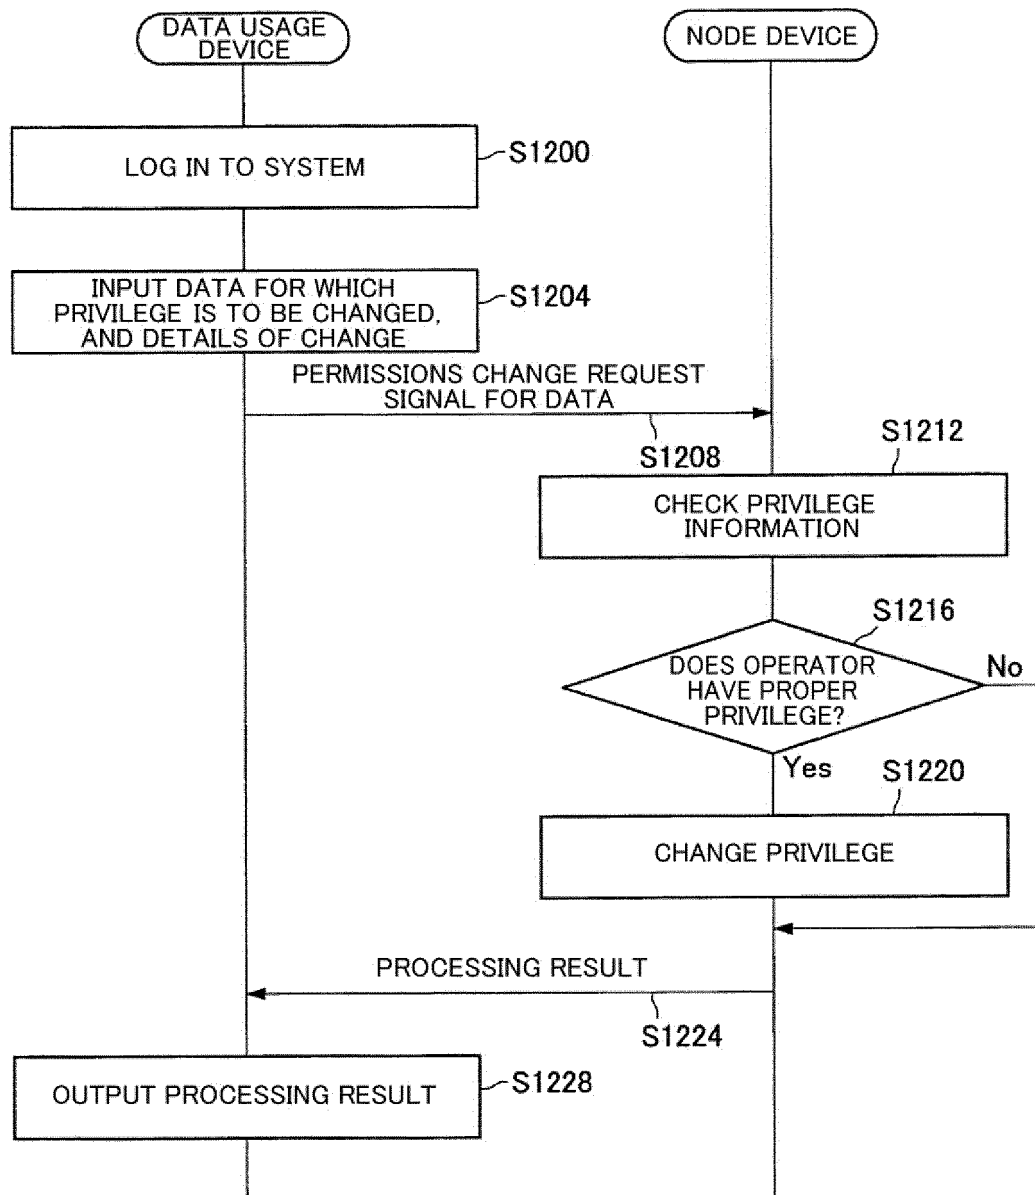 DATA USAGE
DEVICE
NODE DEVICE
LOG IN TO SYSTEM
S1200
INPUT DATA FOR WHICH
PRIVILEGE IS TO BE CHANGED,
AND DETAILS OF CHANGE
S1204
PERMISSIONS CHANGE REQUEST
SIGNAL FOR DATA
S1208
S1212
CHECK PRIVILEGE
INFORMATION
S1216
DOES OPERATOR
HAVE PROPER
PRIVILEGE?
No
Yes
S1220
CHANGE PRIVILEGE
PROCESSING RESULT
S1224
OUTPUT PROCESSING RESULT
S1228